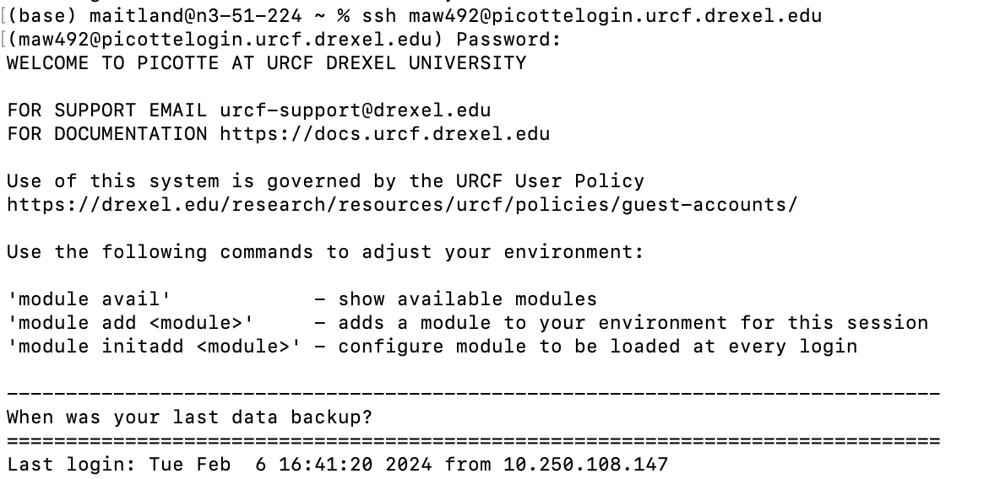 [(base) maitland@n3-51-224 ~ % ssh maw492@picottelogin.urcf.drexel.edu
[(maw492@picottelogin.urcf.drexel.edu) Password:
WELCOME TO PICOTTE AT URCF DREXEL UNIVERSITY
FOR SUPPORT EMAIL urcf-support@drexel.edu
FOR DOCUMENTATION https://docs.urcf.drexel.edu
Use of this system is governed by the URCF User Policy
https://drexel.edu/research/resources/urcf/policies/guest-accounts/
Use the following commands to adjust your environment:
'module avail'            - show available modules
'module add <module>'     - adds a module to your environment for this session
'module initadd <module>' - configure module to be loaded at every login
-------------------------------------------------------------------------------
When was your last data backup?
===============================================================================
Last login: Tue Feb  6 16:41:20 2024 from 10.250.108.147